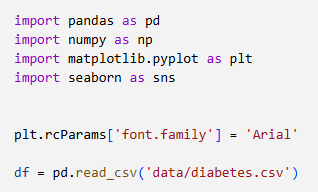 import pandas as pd
import numpy as np
import matplotlib.pyplot as plt
import seaborn as sns
plt.rcParams['font.family'] = 'Arial'
df = pd.read_csv('data/diabetes.csv')